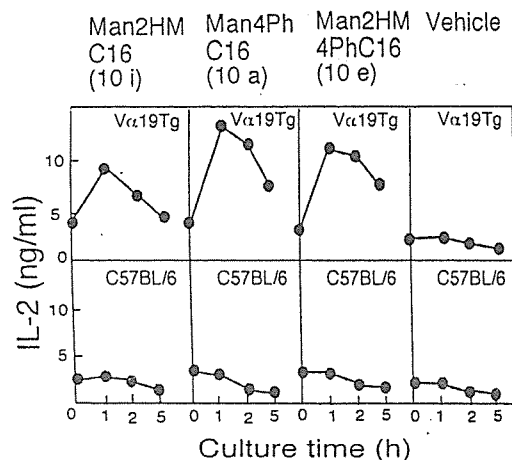 Man2HM Man4Ph Man2HM Vehicle
C16 C16 4PhC16
(10 i) (10 a) (10 e)
Vα19Tg Vα19Tg Vα19Tg Vα19Tg
10
5
0
C57BL/6 C57BL/6 C57BL/6 C57BL/6
10
5
IL-2 (ng/ml)
0 1 2 5 0 1 2 5 0 1 2 5 0 1 2 5
Culture time (h)